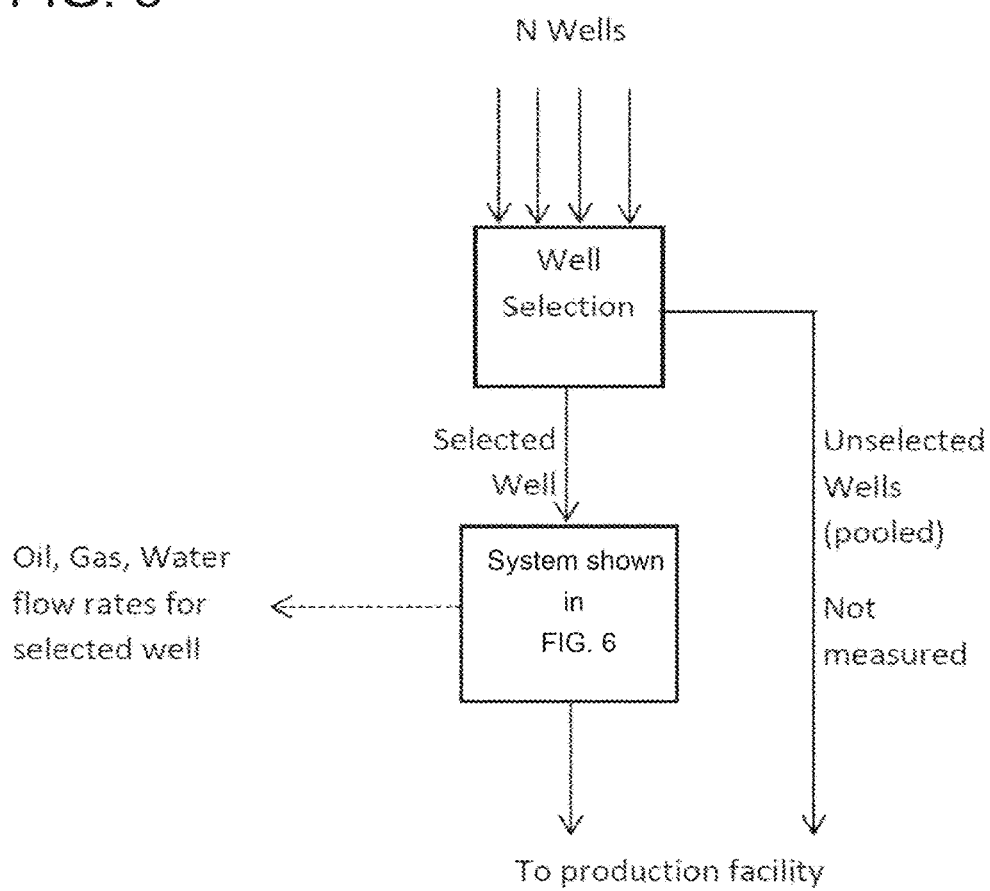 FIG.
N Wells
Well
Selection
Selected
Well
Unselected
Wells
(pooled)
Not
measured
System shown
in
FIG. 6
Oil, Gas, Water
flow rates for
selected well
To production facility